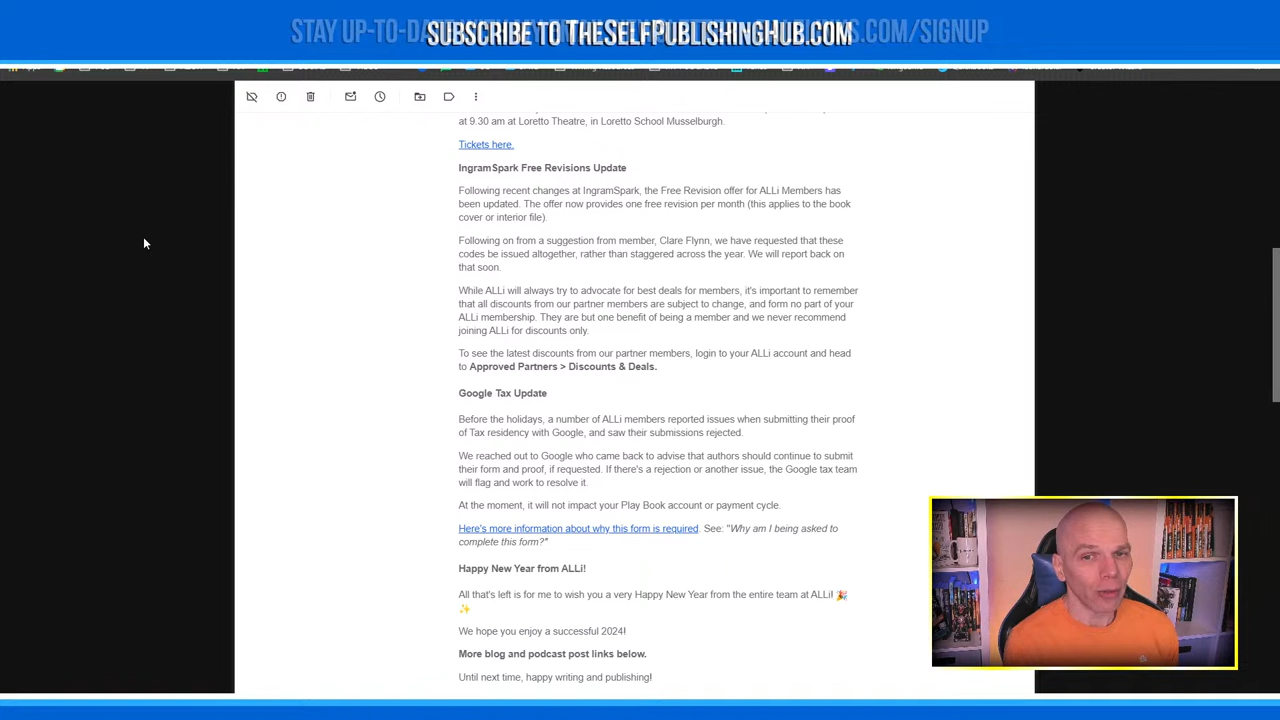 STAY UP-TO-DA
SUBSCRIBE TO THESELFPUBLISHINGHUB.COM
S.COM/SIGNUP
Apps
at 9.30 am at Loretto Theatre, in Loretto School Musselburgh.
Tickets here.
IngramSpark Free Revisions Update
Following recent changes at IngramSpark, the Free Revision offer for ALLi Members has
been updated. The offer now provides one free revision per month (this applies to the book
cover or interior file).
Following on from a suggestion from member, Clare Flynn, we have requested that these
codes be issued altogether, rather than staggered across the year. We will report back on
that soon.
While ALLi will always try to advocate for best deals for members, it's important to remember
that all discounts from our partner members are subject to change, and form no part of your
ALLi membership. They are but one benefit of being a member and we never recommend
joining ALLi for discounts only.
To see the latest discounts from our partner members, login to your ALLi account and head
to Approved Partners > Discounts & Deals.
Google Tax Update
Before the holidays, a number of ALLi members reported issues when submitting their proof
of Tax residency with Google, and saw their submissions rejected.
We reached out to Google who came back to advise that authors should continue to submit
their form and proof, if requested. If there's a rejection or another issue, the Google tax team
will flag and work to resolve it.
At the moment, it will not impact your Play Book account or payment cycle.
Here's more information about why this form is required. See: "Why am I being asked to
complete this form?"
Happy New Year from ALLi!
All that's left is for me to wish you a very Happy New Year from the entire team at ALLi! 🎉
✨
We hope you enjoy a successful 2024!
More blog and podcast post links below.
Until next time, happy writing and publishing!